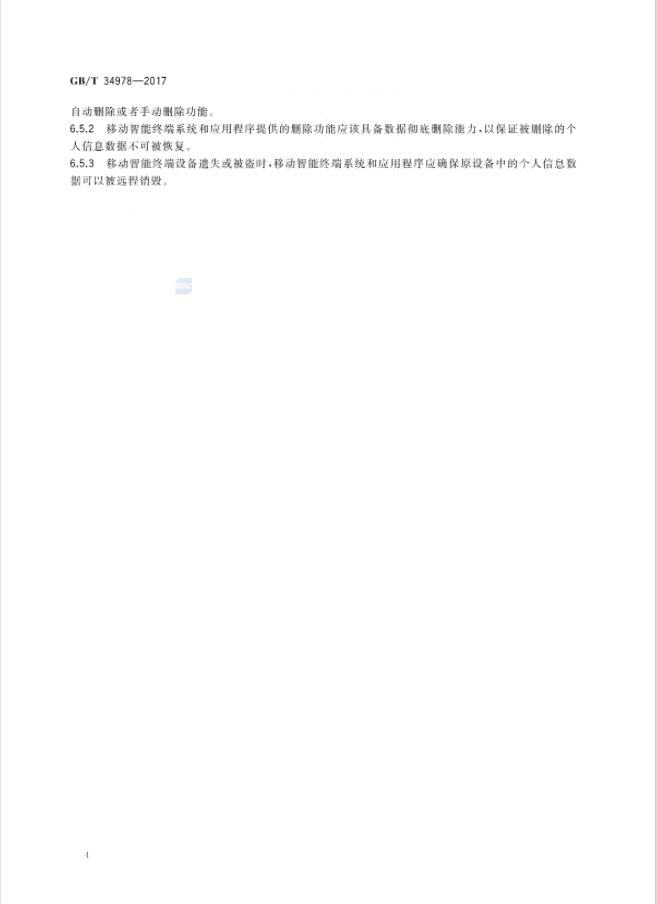 GB/T 34978—2017
自动删除或者手动删除功能。
6.5.2 移动智能终端系统和应用程序提供的删除功能应该具备数据彻底删除能力,以保证被删除的个
人信息数据不可被恢复。
6.5.3 移动智能终端设备遗失或被盗时,移动智能终端系统和应用程序应确保原设备中的个人信息数
据可以被远程销毁。
SAC
4